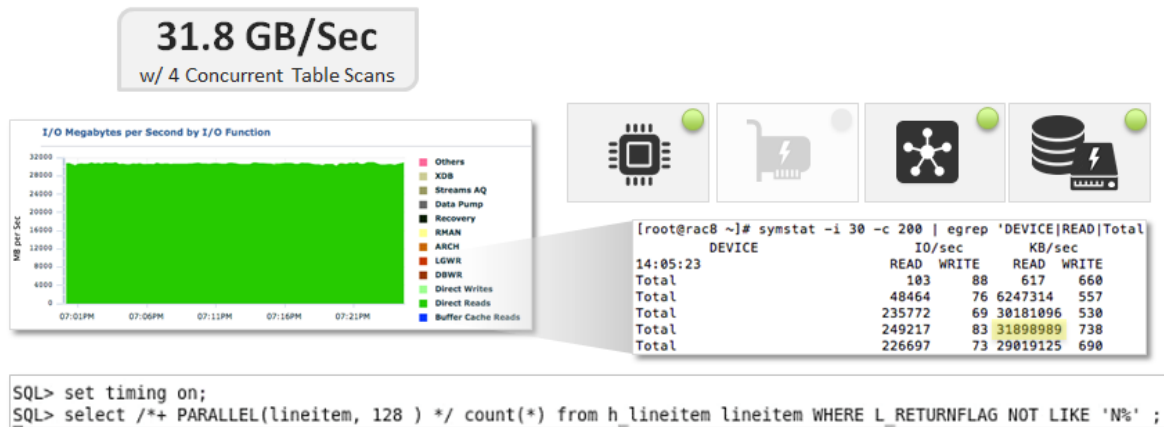 31.8 GB/Sec
w/ 4 Concurrent Table Scans
I/O Megabytes per Second by I/O Function
MB per Sec
32000
28000
24000
20000
16000
12000
8000
4000
0
07:01PM 07:06PM 07:11PM 07:16PM 07:21PM
Others
XDB
Streams AQ
Data Pump
Recovery
RMAN
ARCH
LGWR
DBWR
Direct Writes
Direct Reads
Buffer Cache Reads
[root@rac8 ~]# symstat -i 30 -c 200 | egrep 'DEVICE|READ|Total
DEVICE IO/sec KB/sec
14:05:23 READ WRITE READ WRITE
Total 103 88 617 660
Total 48464 76 6247314 557
Total 235772 69 30181096 530
Total 249217 83 31898989 738
Total 226697 73 29019125 690
SQL> set timing on;
SQL> select /*+ PARALLEL(lineitem, 128 ) */ count(*) from h_lineitem lineitem WHERE L_RETURNFLAG NOT LIKE 'N%' ;